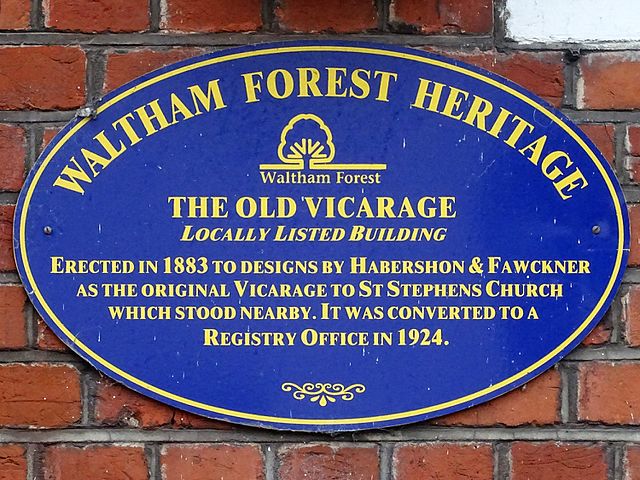 WALTHAM FOREST HERITAGE
Waltham Forest
THE OLD VICARAGE
LOCALLY LISTED BUILDING
ERECTED IN 1883 TO DESIGNS BY HABERSHON & FAWCKNER
AS THE ORIGINAL VICARAGE TO ST STEPHENS CHURCH
WHICH STOOD NEARBY. IT WAS CONVERTED TO A
REGISTRY OFFICE IN 1924.